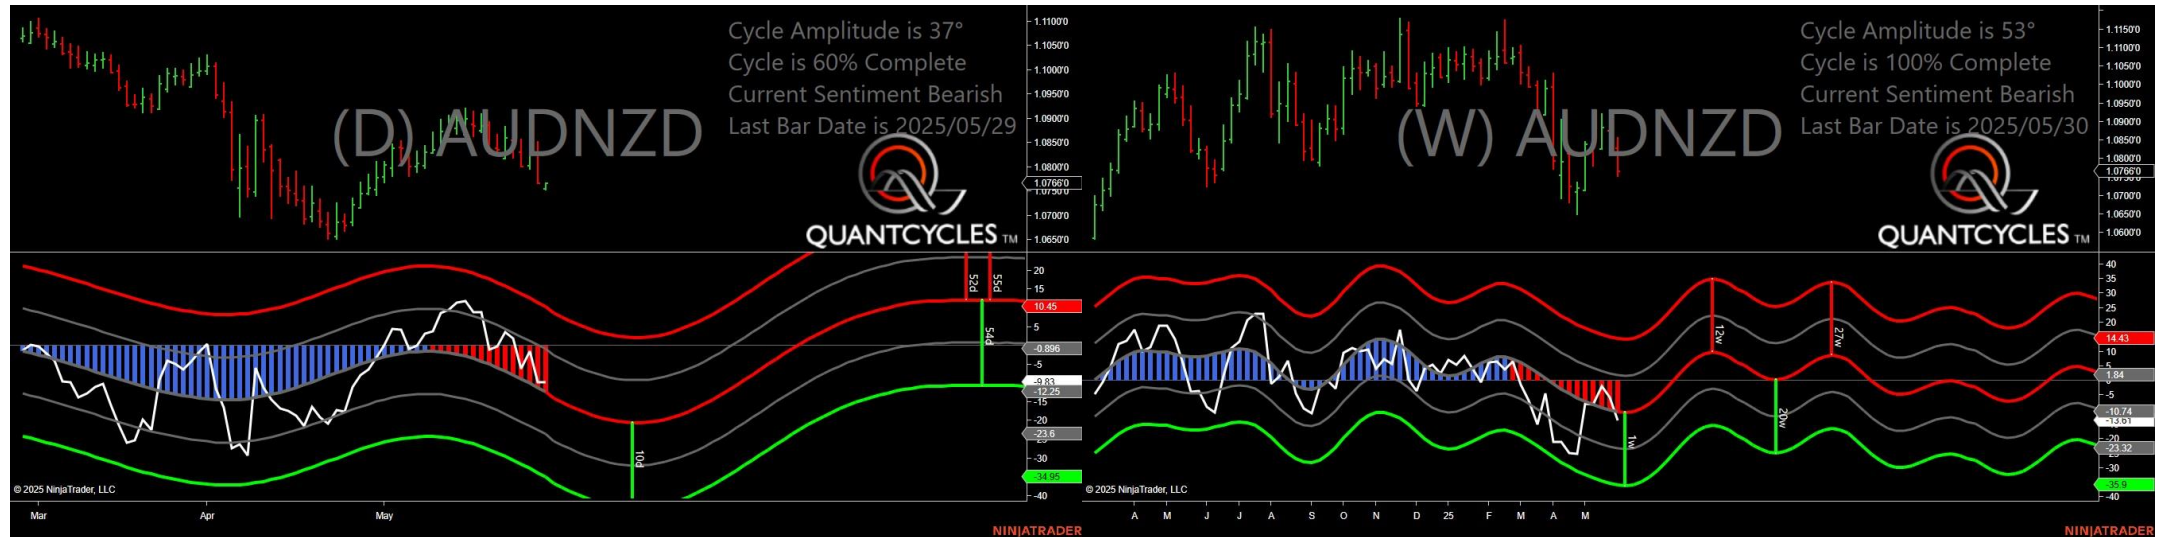 Cycle Amplitude is 37°
Cycle is 60% Complete
Current Sentiment Bearish
Last Bar Date is 2025/05/29
(D) AUDNZD
QUANTCYCLES TM
1.1100'0
1.1050'0
1.1000'0
1.0950'0
1.0900'0
1.0850'0
1.0800'0
1.0766'0
1.0750'0
1.0700'0
1.0650'0
52d
55d
54d
10d
20
15
10.45
5
-0.896
-5
-9.83
-12.25
-15
-20
-23.6
-30
-34.95
-40
© 2025 NinjaTrader, LLC
Mar
Apr
May
NINJATRADER
Cycle Amplitude is 53°
Cycle is 100% Complete
Current Sentiment Bearish
Last Bar Date is 2025/05/30
(W) AUDNZD
QUANTCYCLES TM
1.1150'0
1.1100'0
1.1050'0
1.1000'0
1.0950'0
1.0900'0
1.0850'0
1.0800'0
1.0766'0
1.0700'0
1.0650'0
1.0600'0
12w
27w
1w
20w
40
35
30
25
20
14.43
10
5
1.84
-5
-10.74
-13.61
-20
-23.32
-30
-35.9
-40
© 2025 NinjaTrader, LLC
A M J J A S O N D 25 F M A M
NINJATRADER